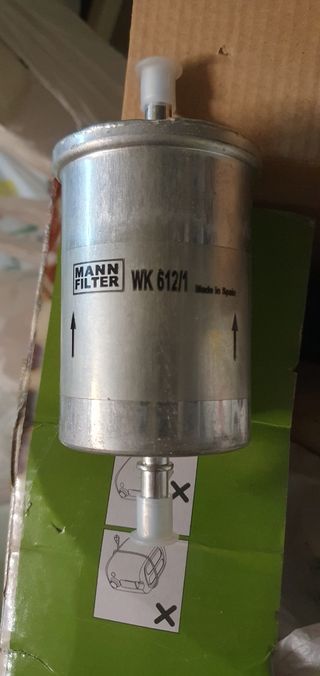 MANN
FILTER
WK 612/1
Made in Spain